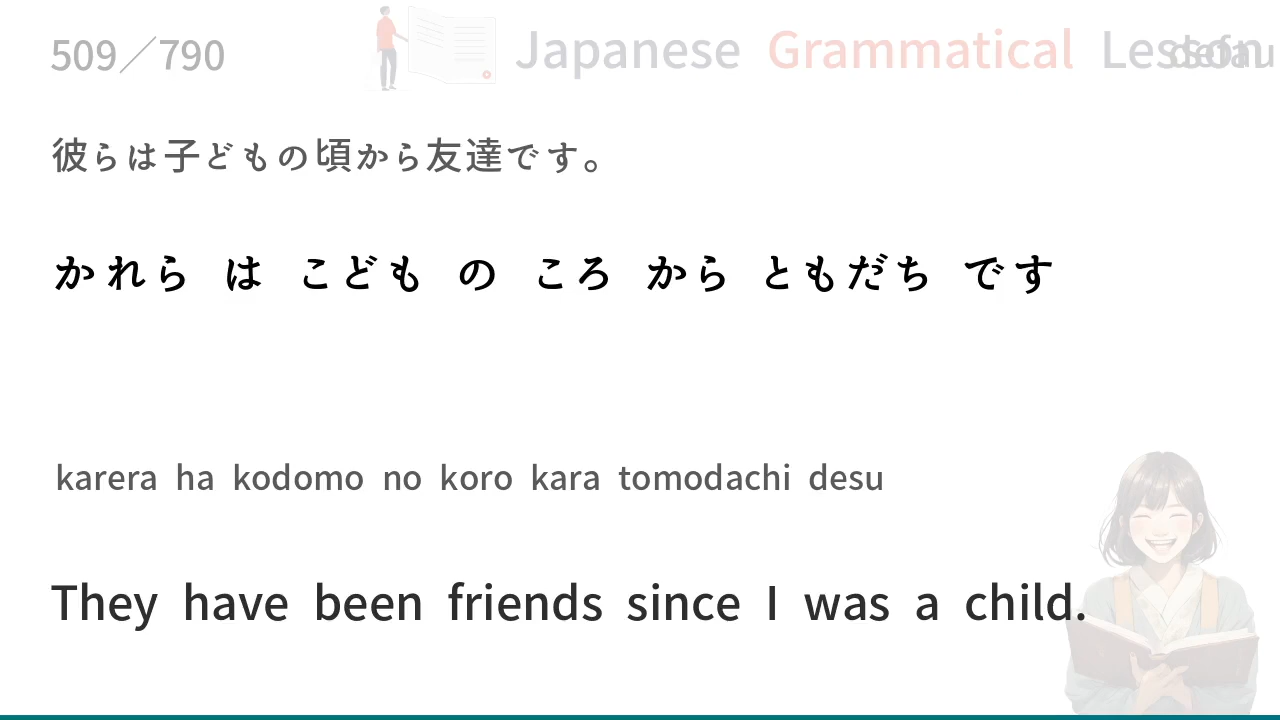 509／790
Japanese Grammatical Lesson
彼らは子どもの頃から友達です。
かれら は こども の ころ から ともだち です
karera ha kodomo no koro kara tomodachi desu
They have been friends since I was a child.